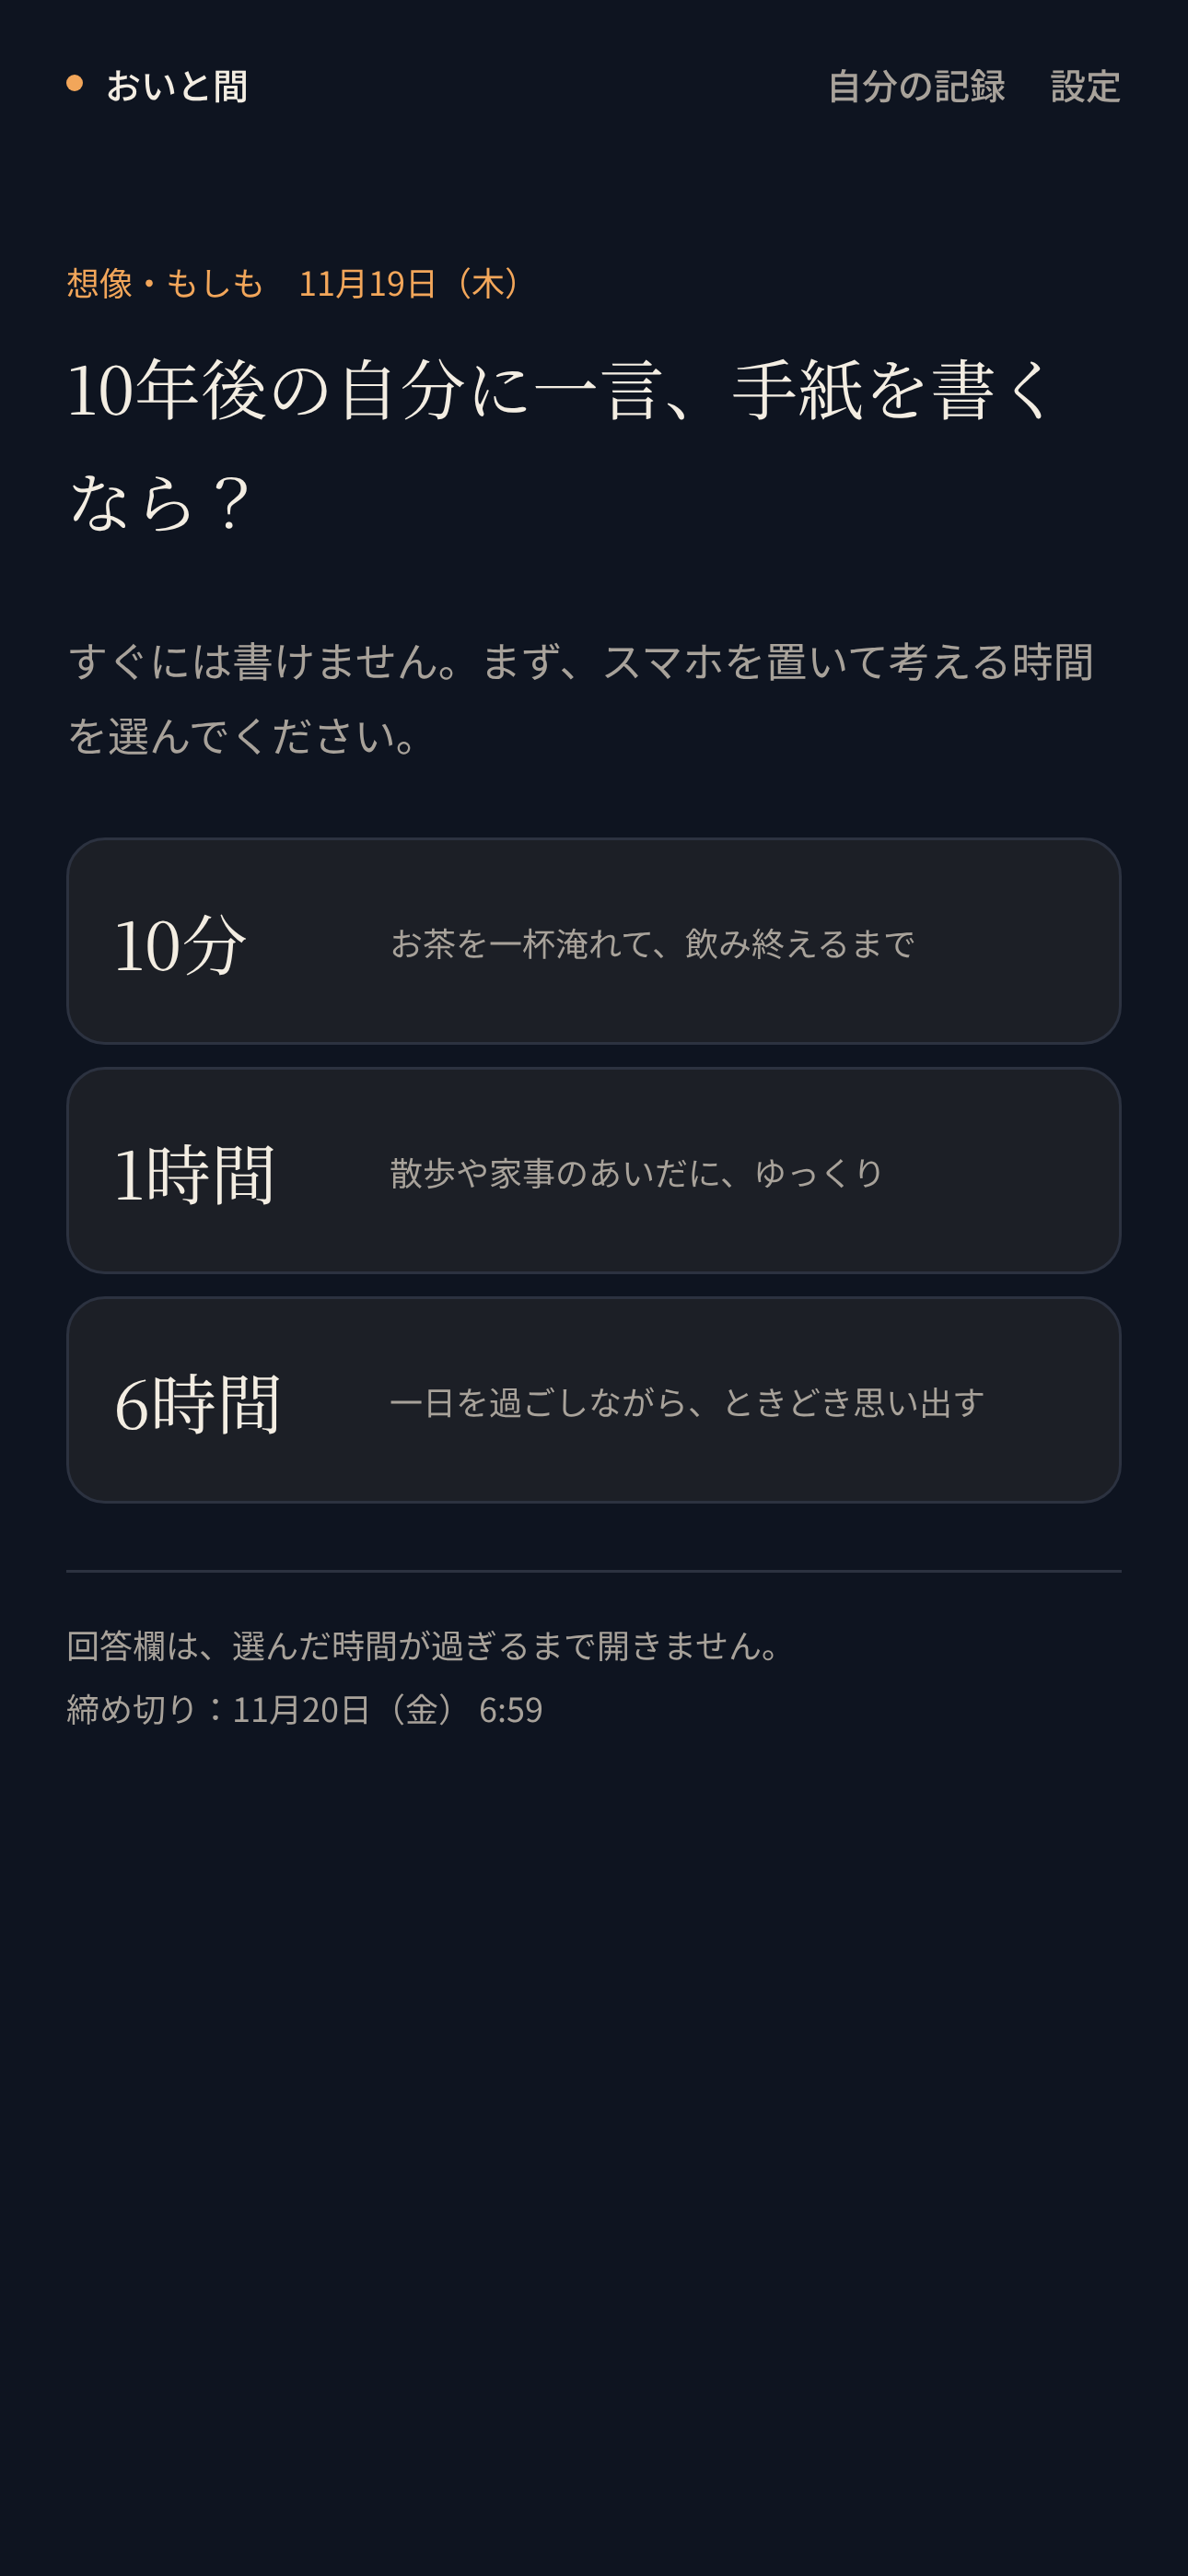 おいと間
自分の記録 設定
想像・もしも 11月19日（木）
10年後の自分に一言、手紙を書く
なら？
すぐには書けません。まず、スマホを置いて考える時間
を選んでください。
10分 お茶を一杯淹れて、飲み終えるまで
1時間 散歩や家事のあいだに、ゆっくり
6時間 一日を過ごしながら、ときどき思い出す
回答欄は、選んだ時間が過ぎるまで開きません。
締め切り：11月20日（金） 6:59